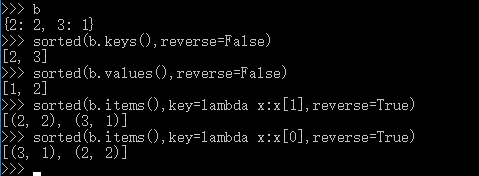 >>> b
{2: 2, 3: 1}
>>> sorted(b.keys(),reverse=False)
[2, 3]
>>> sorted(b.values(),reverse=False)
[1, 2]
>>> sorted(b.items(),key=lambda x:x[1],reverse=True)
[(2, 2), (3, 1)]
>>> sorted(b.items(),key=lambda x:x[0],reverse=True)
[(3, 1), (2, 2)]
>>>